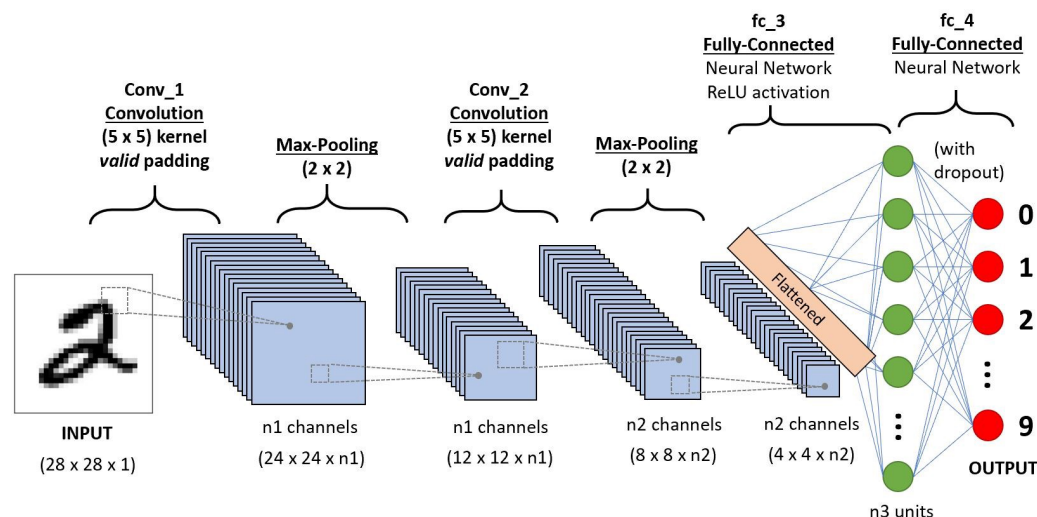 Conv_1
Convolution
(5 x 5) kernel
valid padding
Max-Pooling
(2 x 2)
Conv_2
Convolution
(5 x 5) kernel
valid padding
Max-Pooling
(2 x 2)
fc_3
Fully-Connected
Neural Network
ReLU activation
fc_4
Fully-Connected
Neural Network
(with
dropout)
Flattened
0
1
2
9
OUTPUT
INPUT
(28 x 28 x 1)
n1 channels
(24 x 24 x n1)
n1 channels
(12 x 12 x n1)
n2 channels
(8 x 8 x n2)
n2 channels
(4 x 4 x n2)
n3 units
2